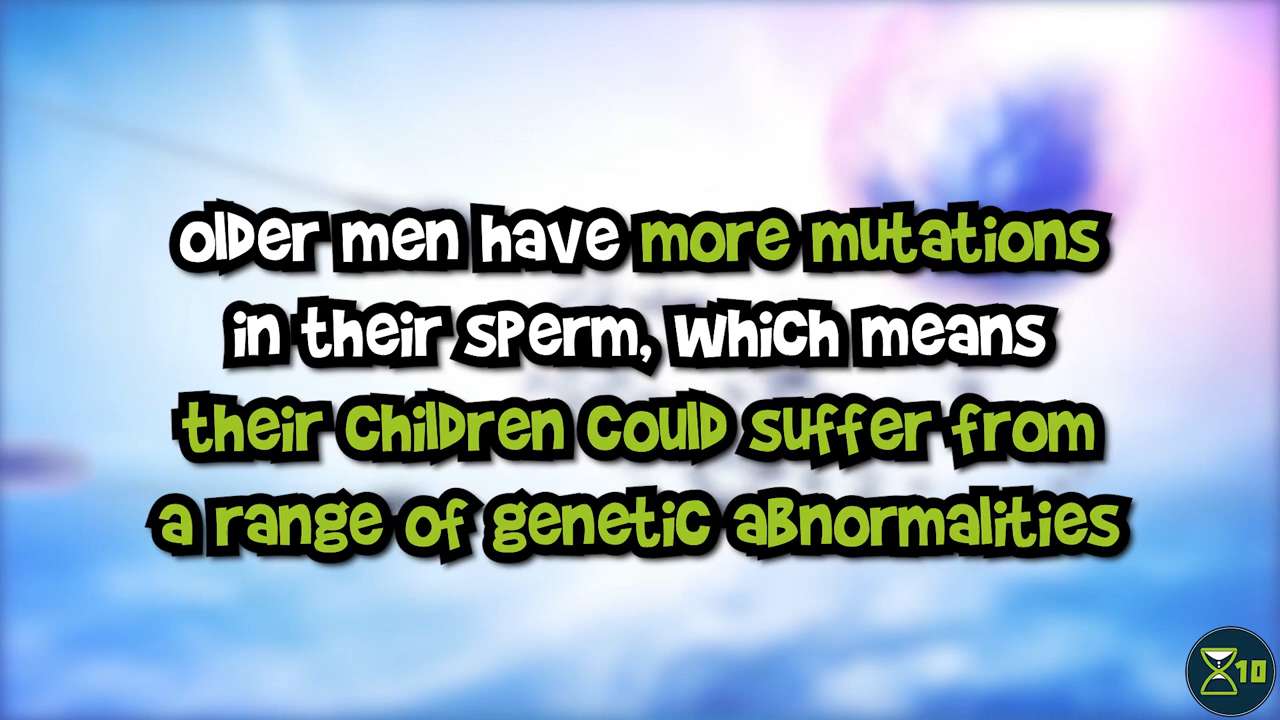 older men have more mutations
in their sperm, which means
their children could suffer from
a range of genetic abnormalities
10